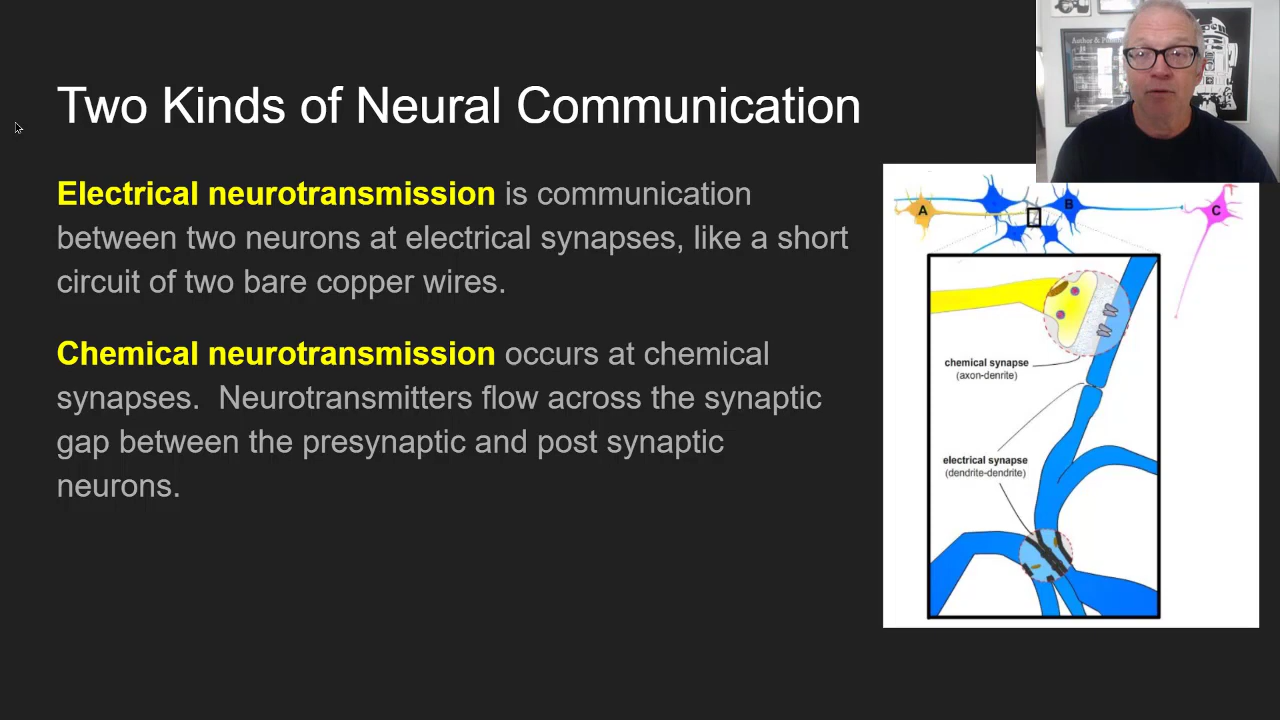 Two Kinds of Neural Communication
Electrical neurotransmission is communication
between two neurons at electrical synapses, like a short
circuit of two bare copper wires.
Chemical neurotransmission occurs at chemical
synapses.  Neurotransmitters flow across the synaptic
gap between the presynaptic and post synaptic
neurons.
A
B
C
chemical synapse
(axon-denrite)
electrical synapse
(dendrite-dendrite)